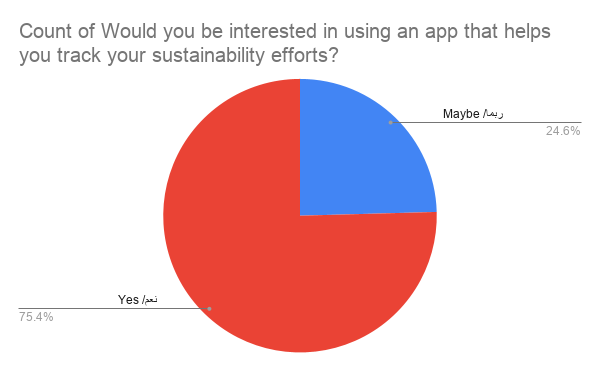 Count of Would you be interested in using an app that helps
you track your sustainability efforts?
Maybe /ربما
24.6%
Yes /نعم
75.4%